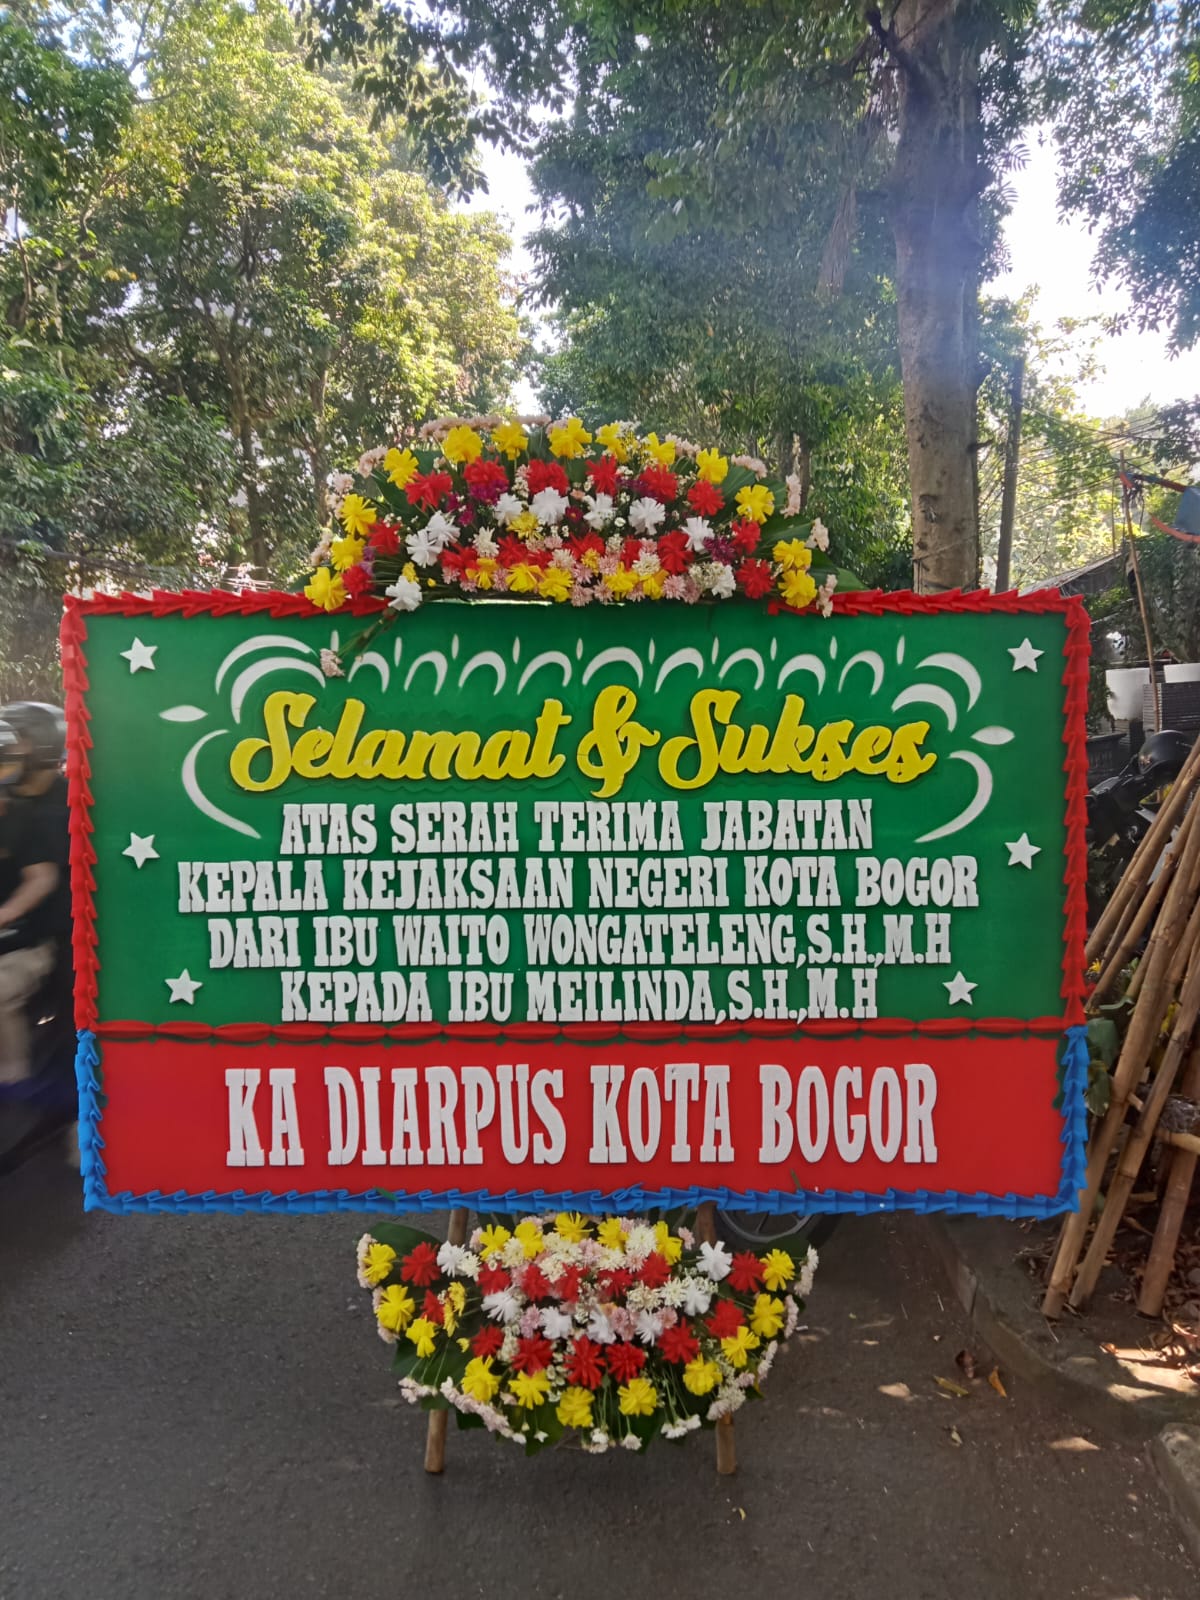 Selamat & Sukses
ATAS SERAH TERIMA JABATAN
KEPALA KEJAKSAAN NEGERI KOTA BOGOR
DARI IBU WAITO WONGATELENG,S.H.,M.H
KEPADA IBU MEILINDA,S.H.,M.H
KA DIARPUS KOTA BOGOR